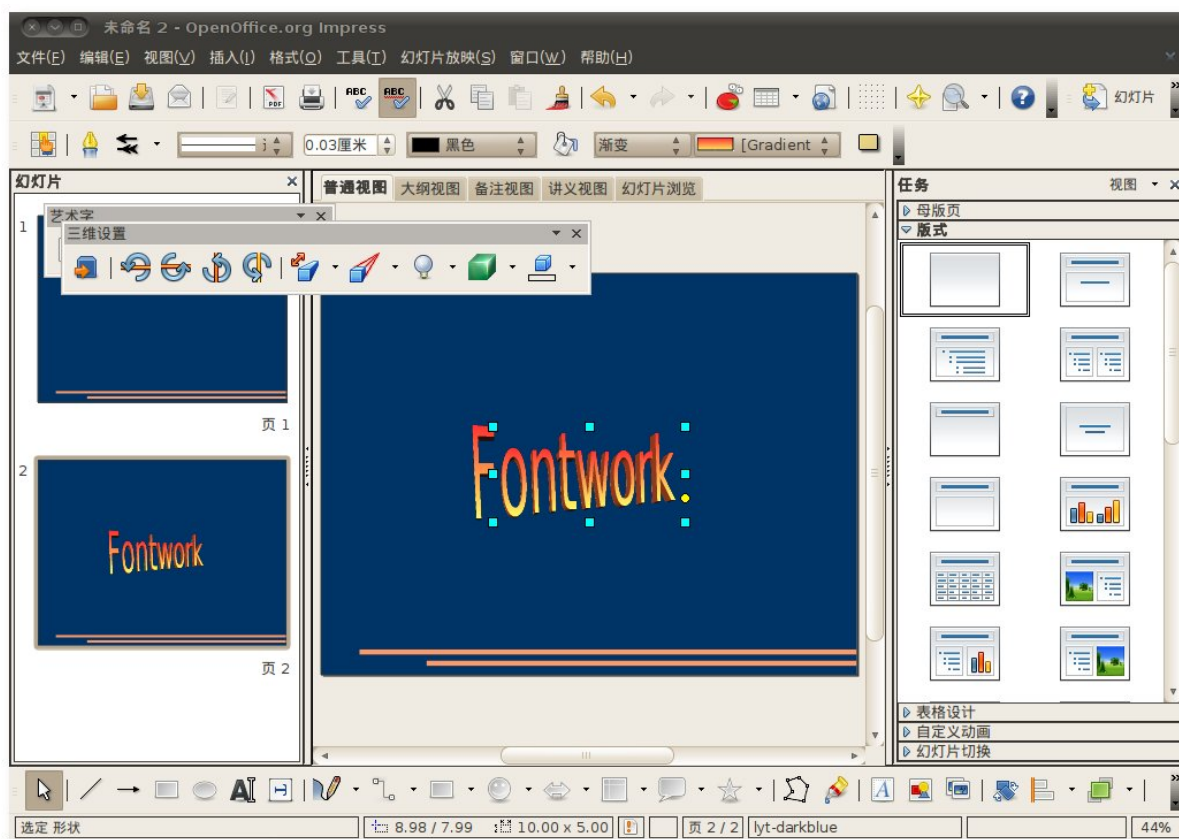 未命名 2 - OpenOffice.org Impress
文件(F) 编辑(E) 视图(V) 插入(I) 格式(O) 工具(T) 幻灯片放映(S) 窗口(W) 帮助(H)
PDF ABC ABC 幻灯片
0.03厘米 黑色 渐变 [Gradient
幻灯片
普通视图 大纲视图 备注视图 讲义视图 幻灯片浏览
任务 视图
母版页
版式
1
艺术字
三维设置
页 1
2
Fontwork
页 2
Fontwork
表格设计
自定义动画
幻灯片切换
选定 形状 8.98 / 7.99 10.00 x 5.00 页 2 / 2 lyt-darkblue 44%